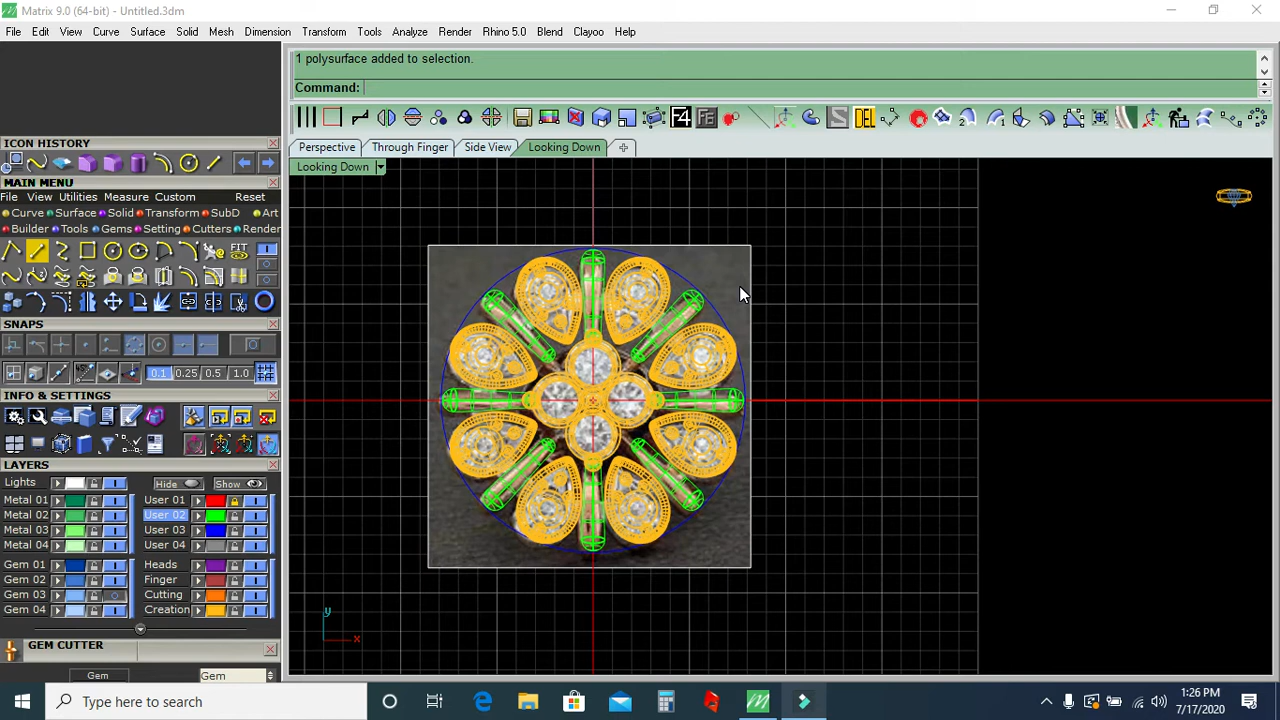 Matrix 9.0 (64-bit) - Untitled.3dm
File Edit View Curve Surface Solid Mesh Dimension Transform Tools Analyze Render Rhino 5.0 Blend Clayoo Help
1 polysurface added to selection.
Command:
F4
DEL
Perspective Through Finger Side View Looking Down
Looking Down
ICON HISTORY
MAIN MENU
File View Utilities Measure Custom Reset
Curve Surface Solid Transform SubD Art
Builder Tools Gems Setting Cutters Render
FIT
SNAPS
0.1 0.25 0.5 1.0
INFO & SETTINGS
LAYERS
Lights Hide Show
Metal 01 User 01
Metal 02 User 02
Metal 03 User 03
Metal 04 User 04
Gem 01 Heads
Gem 02 Finger
Gem 03 Cutting
Gem 04 Creation
GEM CUTTER
Gem Gem
y
x
Type here to search
1:26 PM
7/17/2020